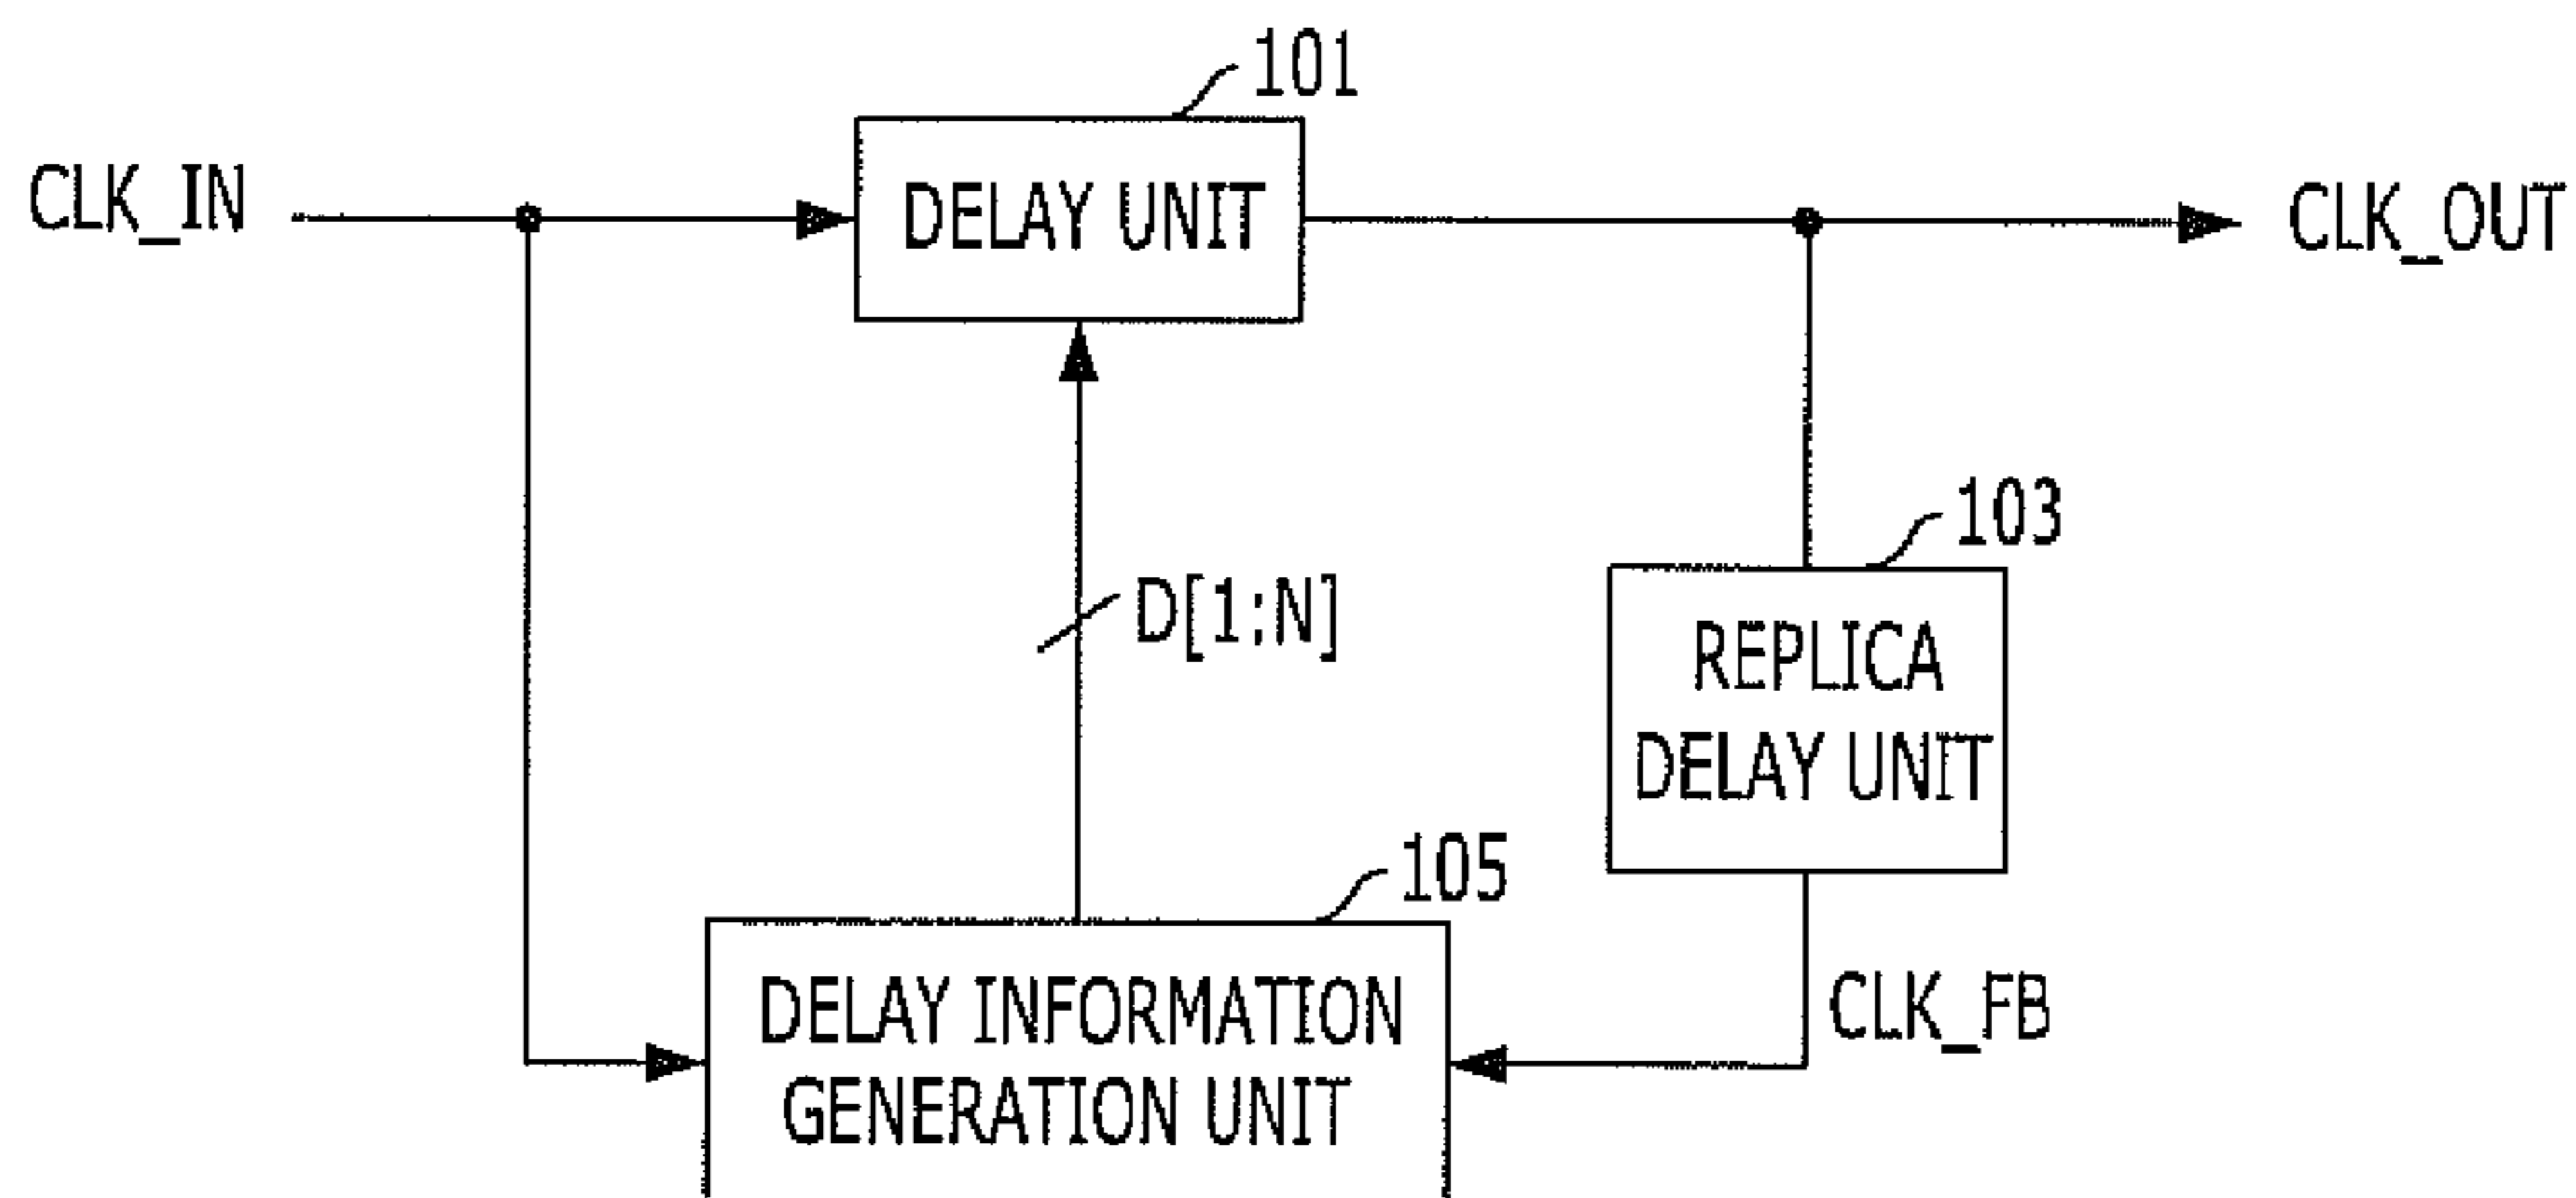 101
CLK_IN
DELAY UNIT
CLK_OUT
103
D[1:N]
REPLICA
DELAY UNIT
105
DELAY INFORMATION
GENERATION UNIT
CLK_FB